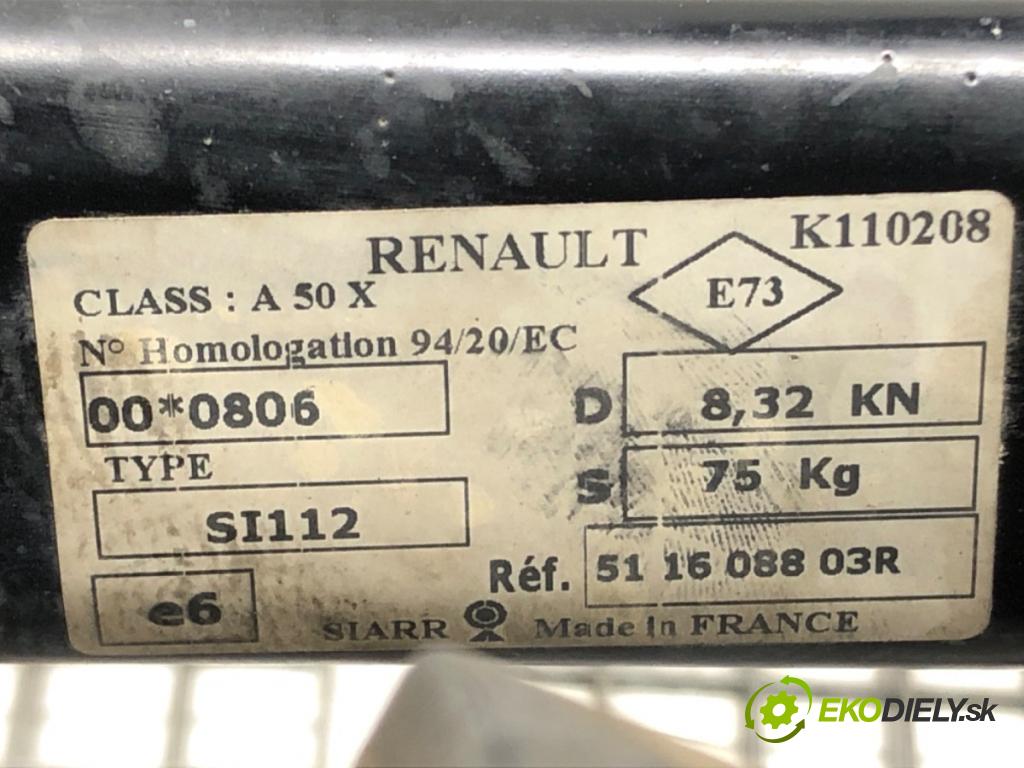 RENAULT
K110208
CLASS : A 50 X
E73
N° Homologation 94/20/EC
00*0806
D 8,32 KN
TYPE
S 75 Kg
SI112
Réf. 51 16 088 03R
e6
SIARR Made in FRANCE
EKODIELY.sk